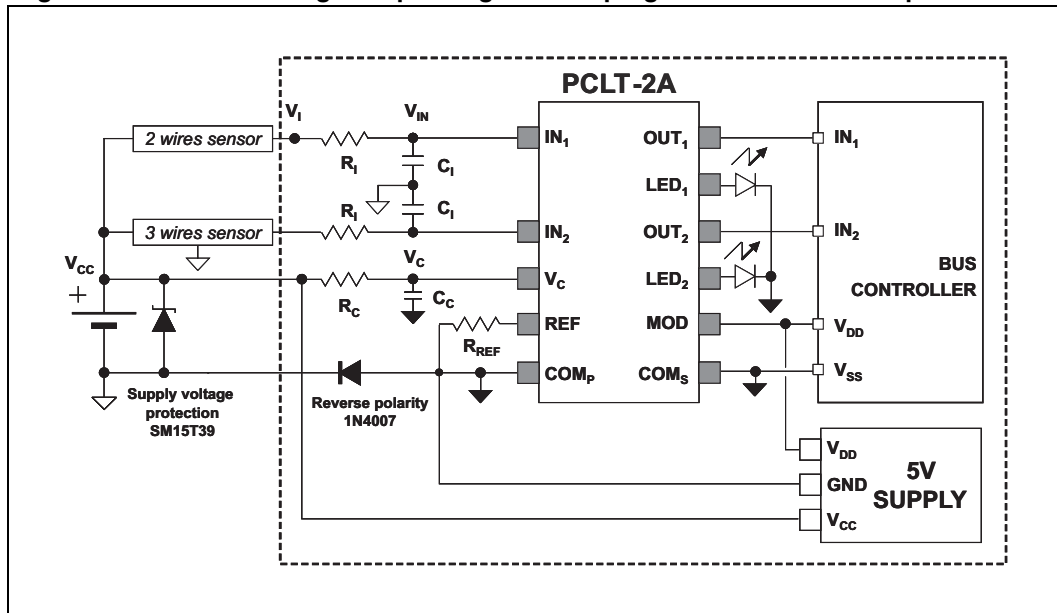 PCLT-2A
V_I
V_IN
2 wires sensor
R_I
C_I
IN_1
OUT_1
IN_1
LED_1
C_I
3 wires sensor
R_I
IN_2
OUT_2
IN_2
V_CC
V_C
V_C
LED_2
BUS
CONTROLLER
+
R_C
C_C
REF
MOD
V_DD
R_REF
COM_P
COM_S
V_SS
Supply voltage
protection
SM15T39
Reverse polarity
1N4007
V_DD
5V
SUPPLY
GND
V_CC